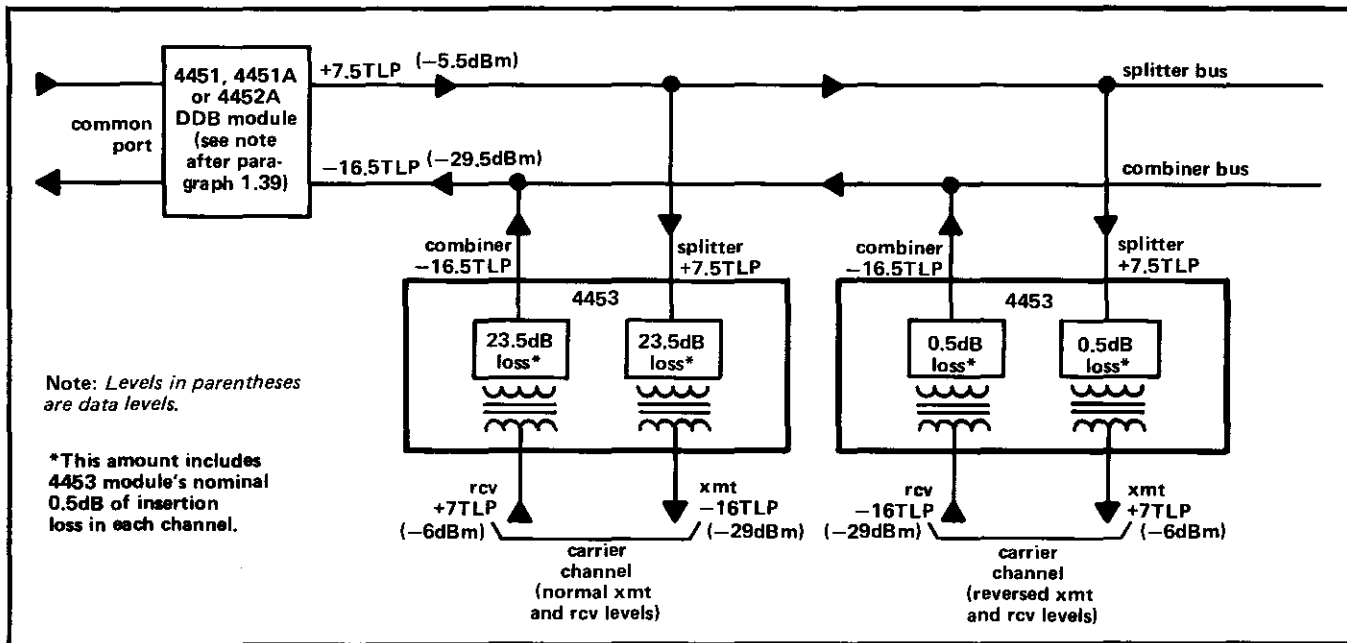 4451, 4451A
or 4452A
DDB module
(see note
after para-
graph 1.39)
common
port
+7.5TLP (−5.5dBm)
splitter bus
−16.5TLP (−29.5dBm)
combiner bus
combiner
−16.5TLP
splitter
+7.5TLP
combiner
−16.5TLP
splitter
+7.5TLP
4453
23.5dB
loss*
23.5dB
loss*
4453
0.5dB
loss*
0.5dB
loss*
Note: Levels in parentheses
are data levels.
*This amount includes
4453 module's nominal
0.5dB of insertion
loss in each channel.
rcv
+7TLP
(−6dBm)
xmt
−16TLP
(−29dBm)
carrier
channel
(normal xmt
and rcv levels)
rcv
−16TLP
(−29dBm)
xmt
+7TLP
(−6dBm)
carrier
channel
(reversed xmt
and rcv levels)